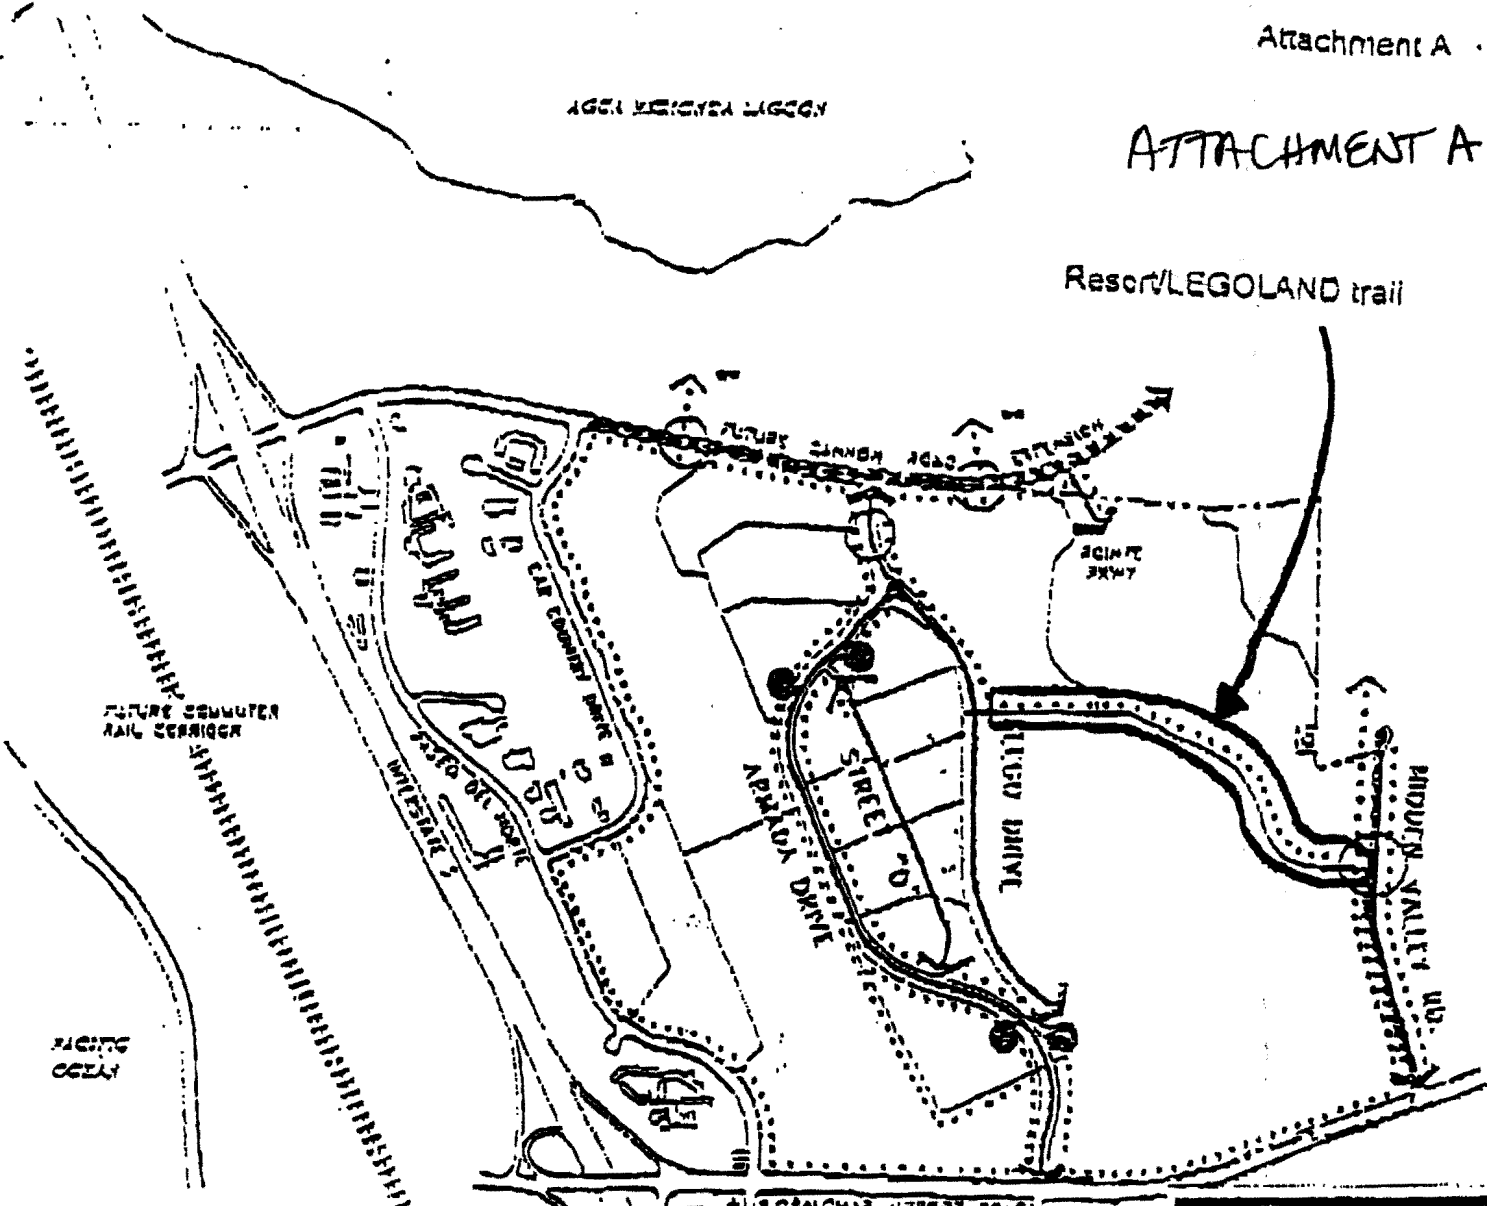 Attachment A
AGUA HEDIONDA LAGOON
ATTACHMENT A
Resort/LEGOLAND trail
FUTURE CANNON ROAD EXTENSION
POINTE
PKWY
CAR COUNTRY DRIVE
FUTURE COMMUTER
RAIL CORRIDOR
PASEO DEL NORTE
INTERSTATE 5
ARMADA DRIVE
STREET
LEGO DRIVE
HIDDEN VALLEY RD.
PACIFIC
OCEAN